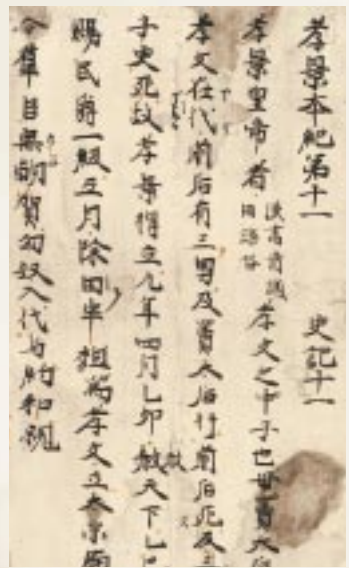 孝景本紀第十一　史記十一
孝景皇帝者漢書音義曰諱啓孝文之中子也母竇太后
孝文在代前后有三男及竇太后得幸前后死及三
子更死故孝景得立元年四月乙卯赦天下乙巳
賜民爵一級五月除田半租為孝文立太宗廟
令羣臣無朝賀匈奴入代与約和親